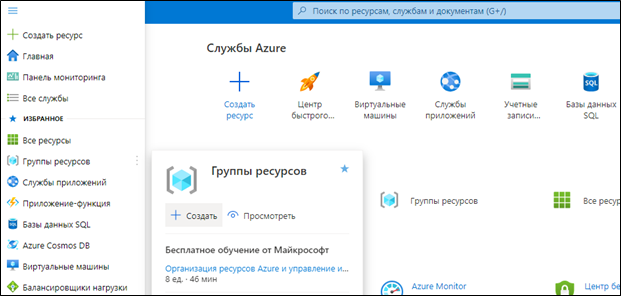 Создать ресурс
Главная
Панель мониторинга
Все службы
ИЗБРАННОЕ
Все ресурсы
Группы ресурсов
Службы приложений
Приложение-функция
Базы данных SQL
Azure Cosmos DB
Виртуальные машины
Балансировщики нагрузки
Поиск по ресурсам, службам и документам (G+/)
Службы Azure
Создать
ресурс
Центр
быстрого...
Виртуальные
машины
Службы
приложений
Учетные
записи...
SQL
Базы данных
SQL
Группы ресурсов
Создать
Просмотреть
Бесплатное обучение от Майкрософт
Организация ресурсов Azure и управление и...
8 ед. · 46 мин
Группы ресурсов
Все ресу
Azure Monitor
Центр бе